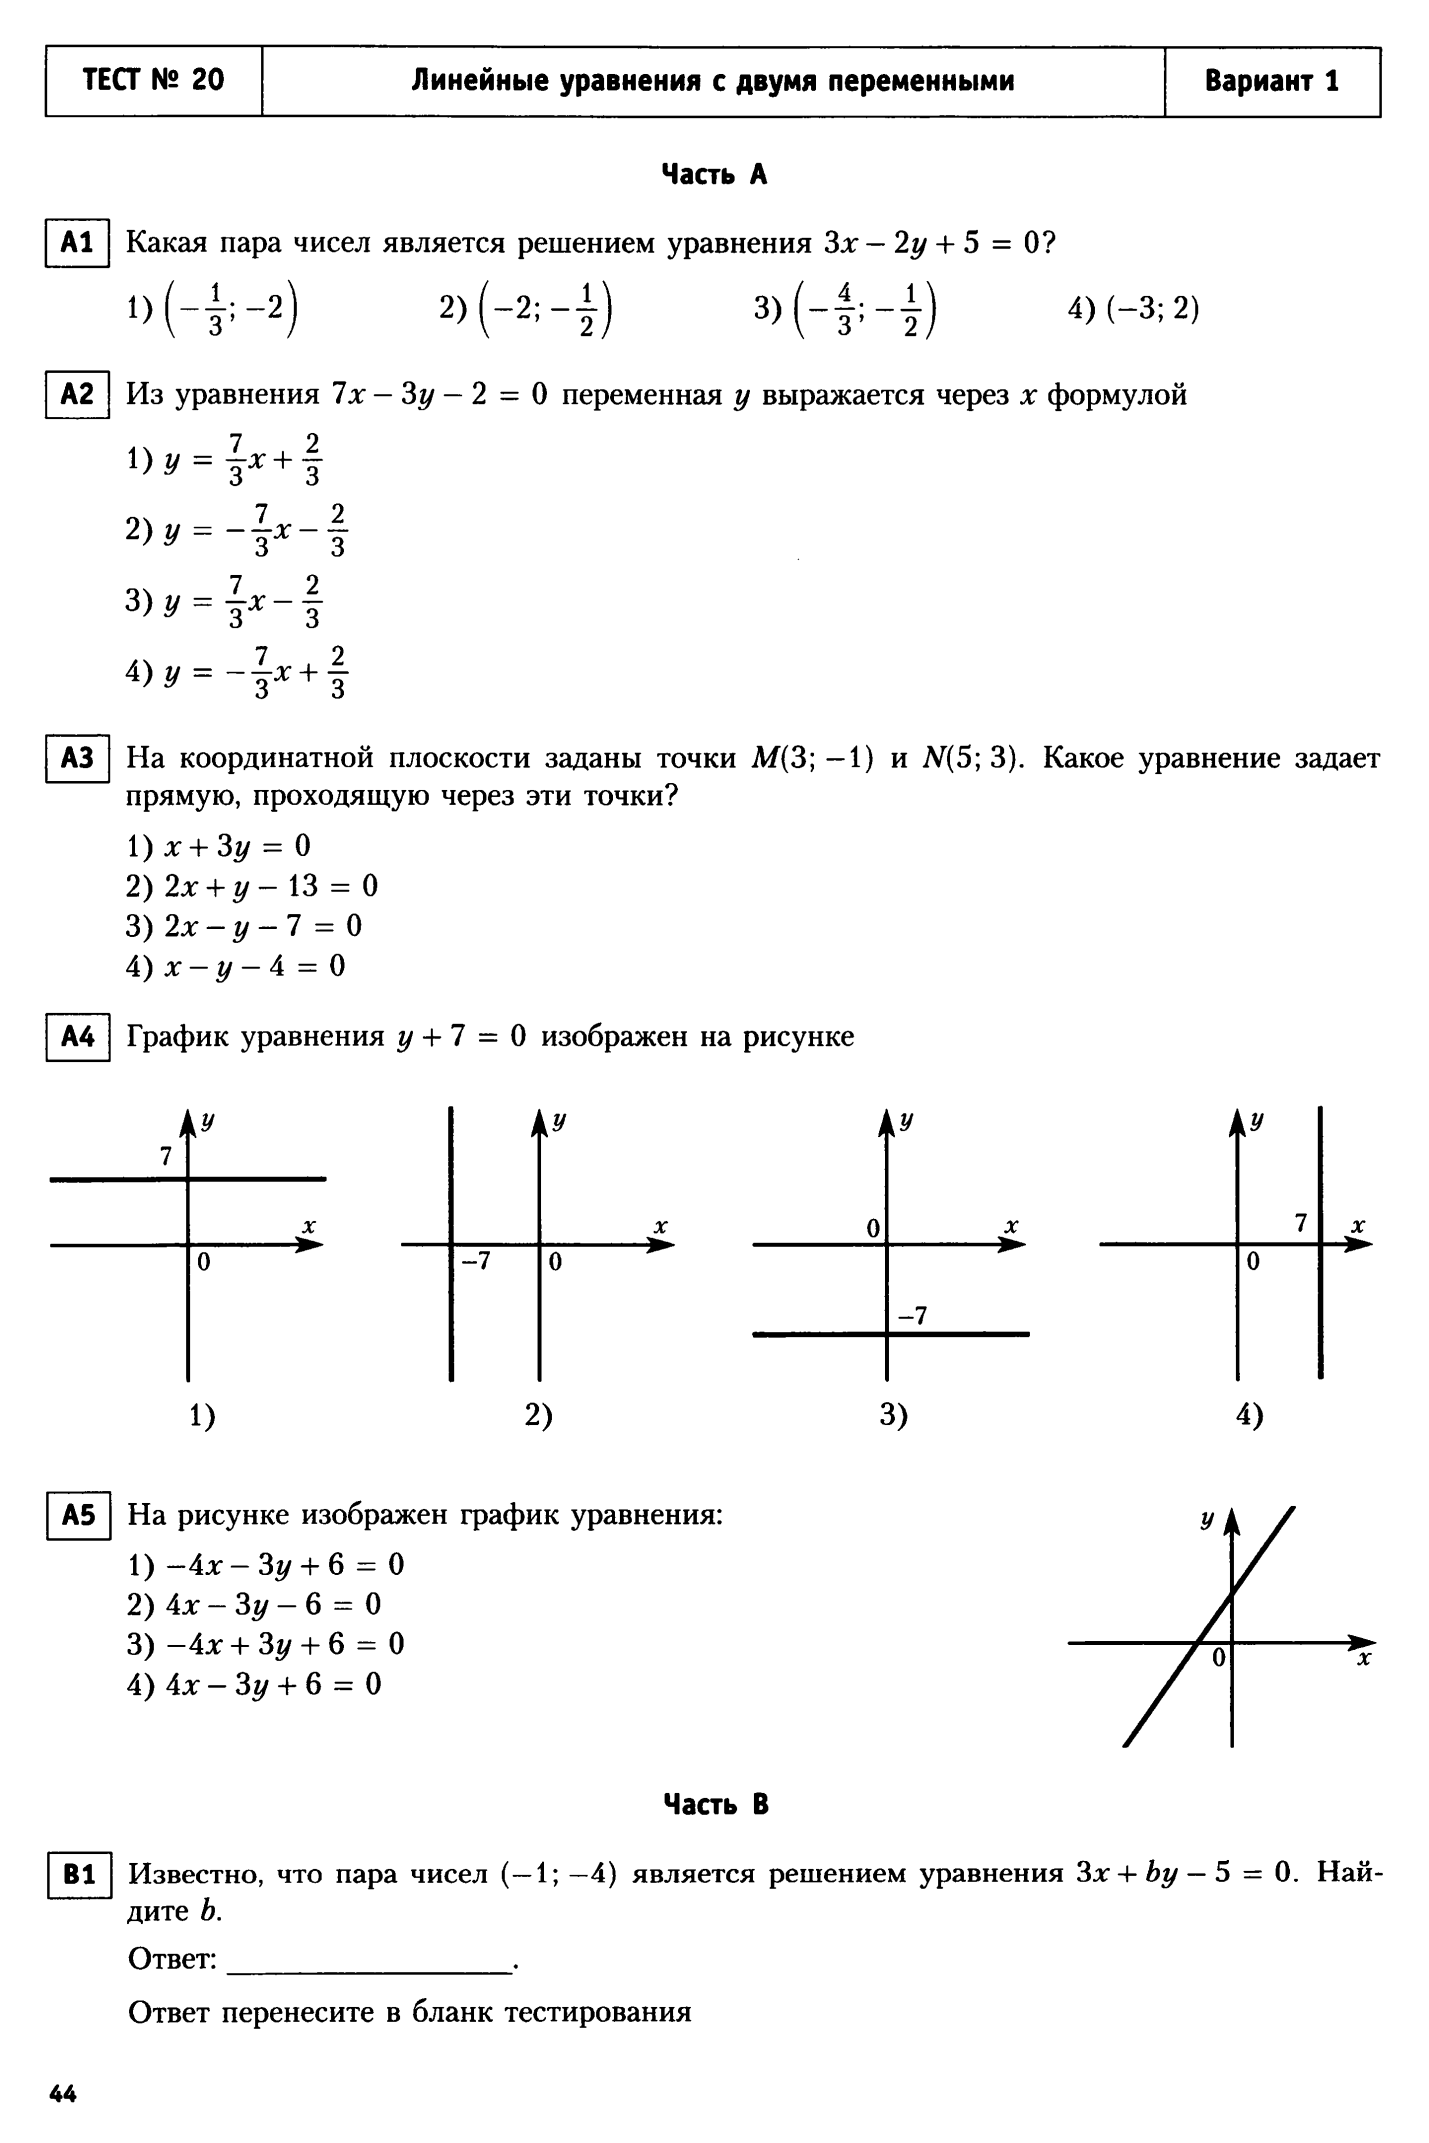 ТЕСТ № 20 Линейные уравнения с двумя переменными Вариант 1
Часть А
А1 Какая пара чисел является решением уравнения 3x – 2y + 5 = 0?
1) (–1/3; –2) 2) (–2; –1/2) 3) (–4/3; –1/2) 4) (–3; 2)
А2 Из уравнения 7x – 3y – 2 = 0 переменная y выражается через x формулой
1) y = 7/3x + 2/3
2) y = –7/3x – 2/3
3) y = 7/3x – 2/3
4) y = –7/3x + 2/3
А3 На координатной плоскости заданы точки M(3; –1) и N(5; 3). Какое уравнение задает
прямую, проходящую через эти точки?
1) x + 3y = 0
2) 2x + y – 13 = 0
3) 2x – y – 7 = 0
4) x – y – 4 = 0
А4 График уравнения y + 7 = 0 изображен на рисунке
y y y y
7
x x 0 x 7 x
0 –7 0 0
–7
1) 2) 3) 4)
А5 На рисунке изображен график уравнения:
1) –4x – 3y + 6 = 0
2) 4x – 3y – 6 = 0
3) –4x + 3y + 6 = 0
4) 4x – 3y + 6 = 0
y
0 x
Часть В
В1 Известно, что пара чисел (–1; –4) является решением уравнения 3x + by – 5 = 0. Най-
дите b.
Ответ: ____________________.
Ответ перенесите в бланк тестирования
44